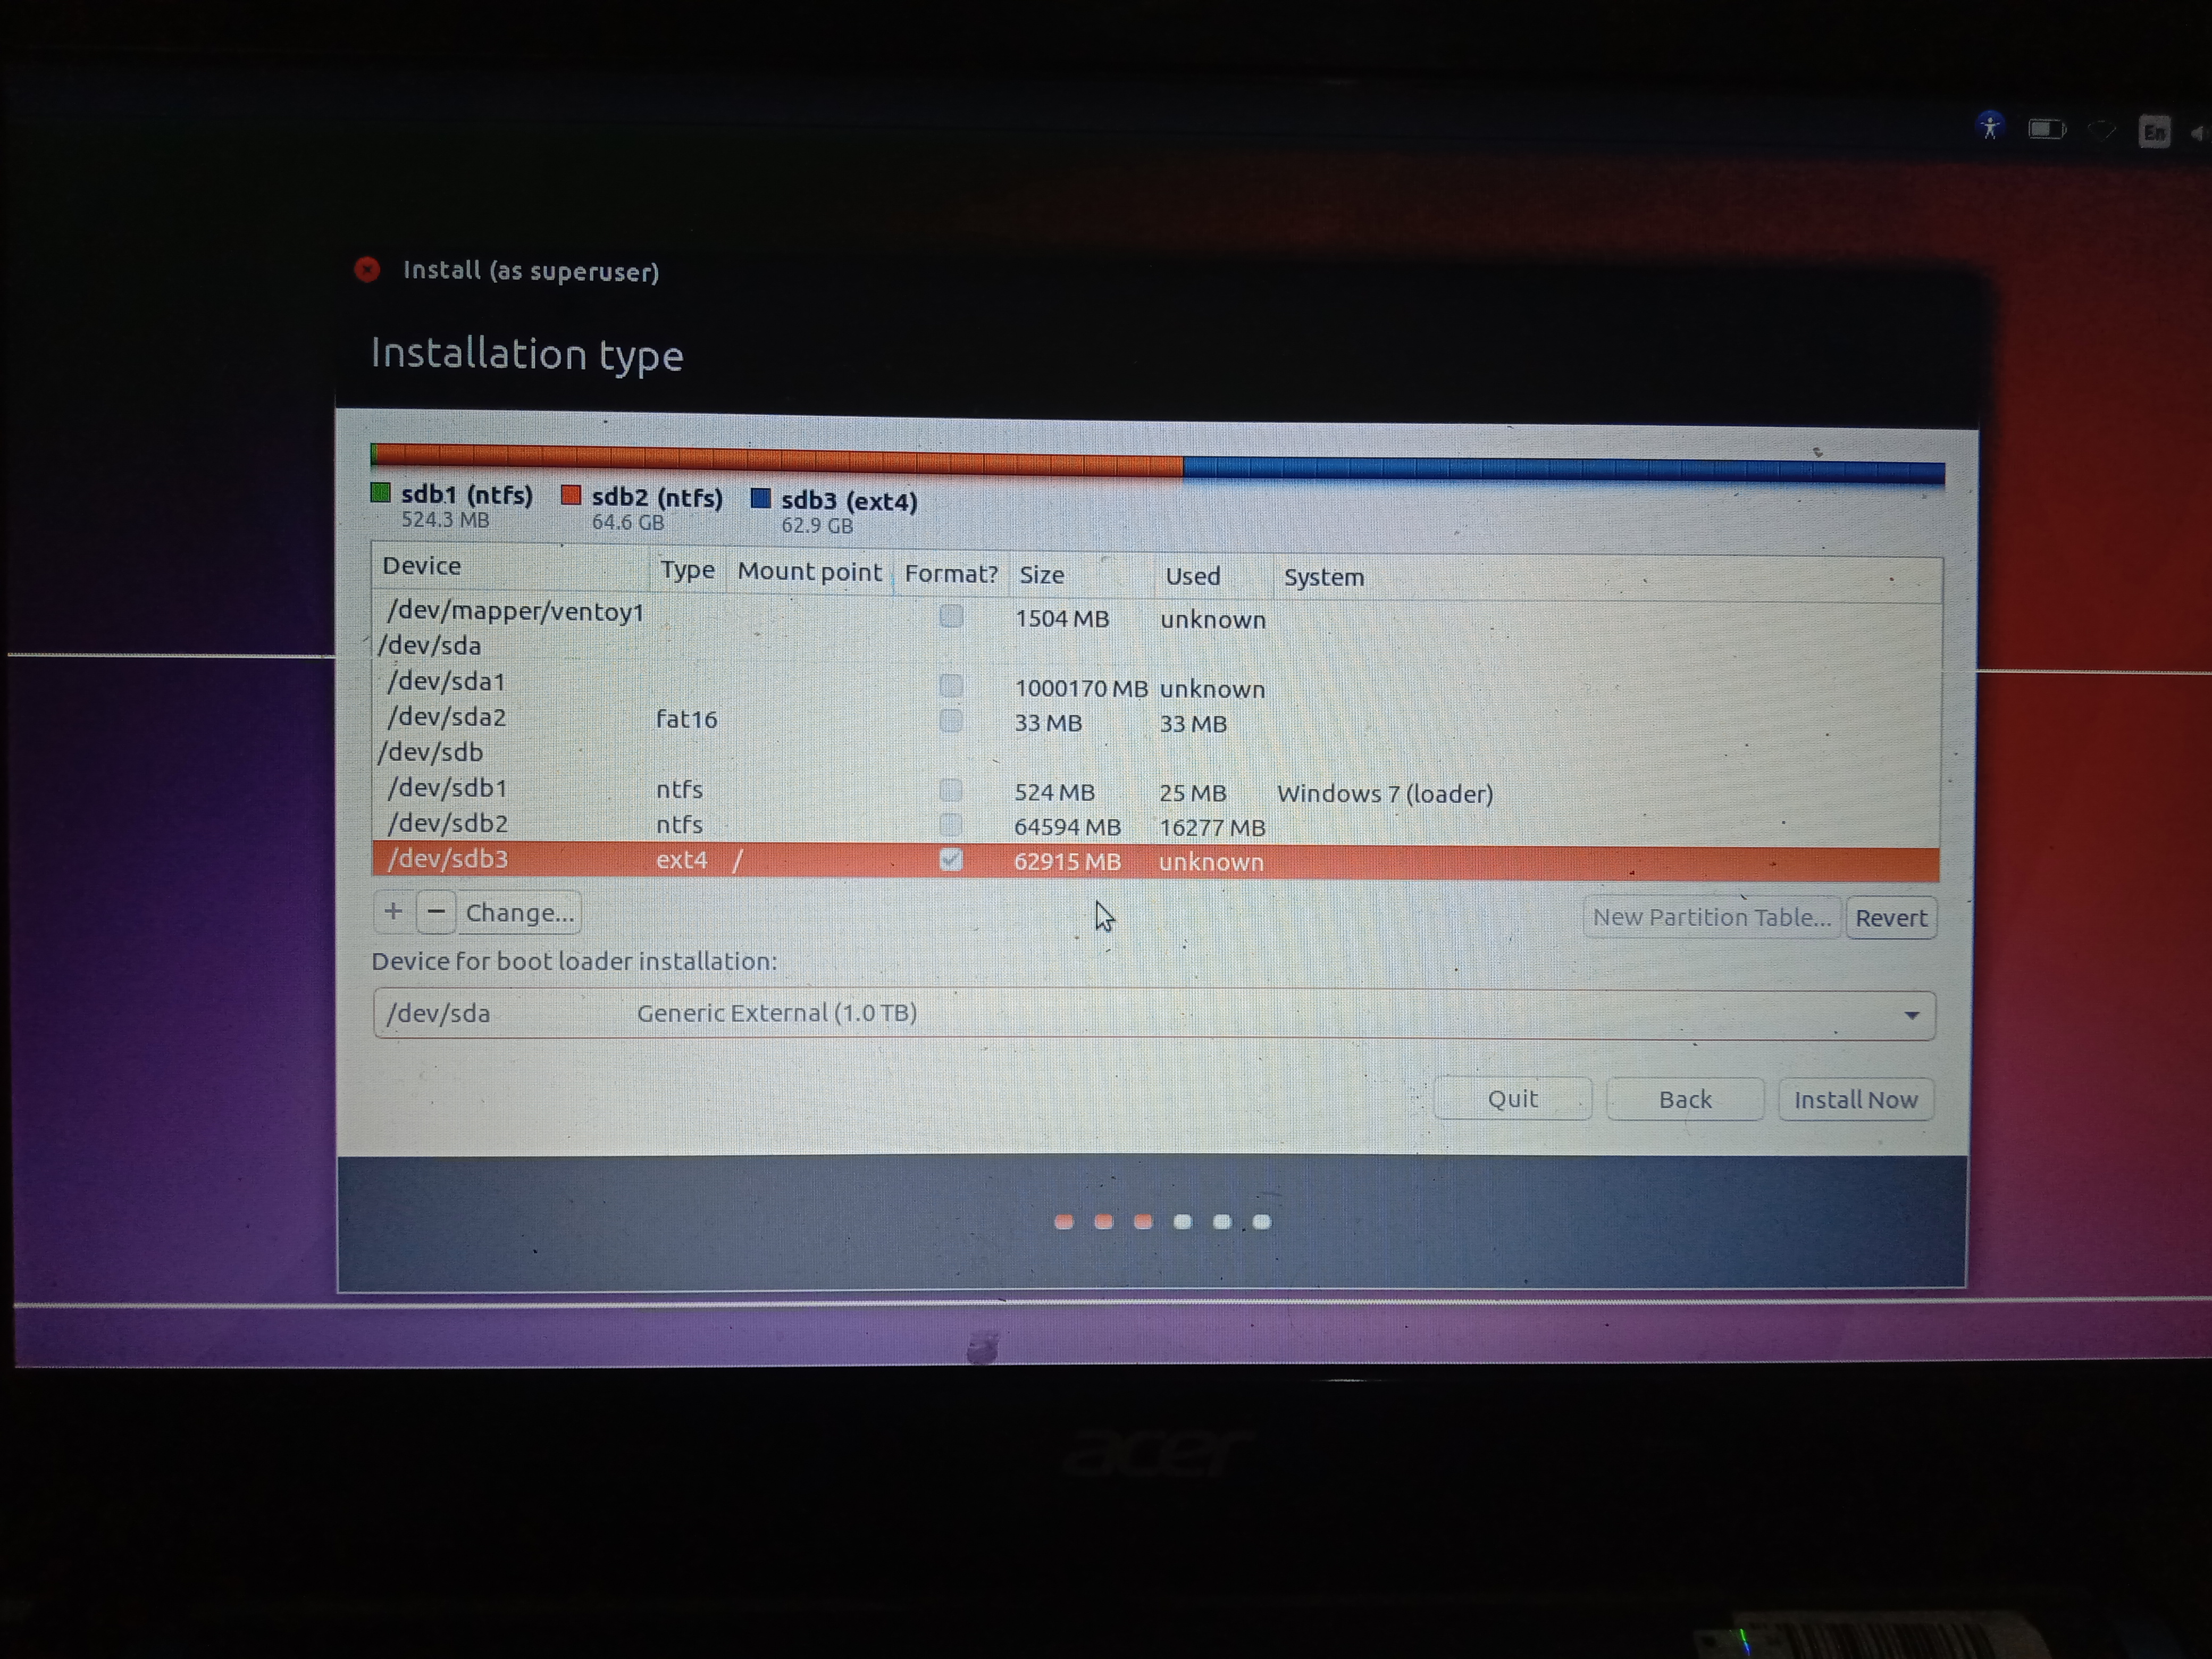 En
Install (as superuser)
Installation type
sdb1 (ntfs) sdb2 (ntfs) sdb3 (ext4)
524.3 MB 64.6 GB 62.9 GB
Device Type Mount point Format? Size Used System
/dev/mapper/ventoy1 1504 MB unknown
/dev/sda
/dev/sda1 1000170 MB unknown
/dev/sda2 fat16 33 MB 33 MB
/dev/sdb
/dev/sdb1 ntfs 524 MB 25 MB Windows 7 (loader)
/dev/sdb2 ntfs 64594 MB 16277 MB
/dev/sdb3 ext4 / 62915 MB unknown
+ − Change... New Partition Table... Revert
Device for boot loader installation:
/dev/sda Generic External (1.0 TB)
Quit Back Install Now
acer